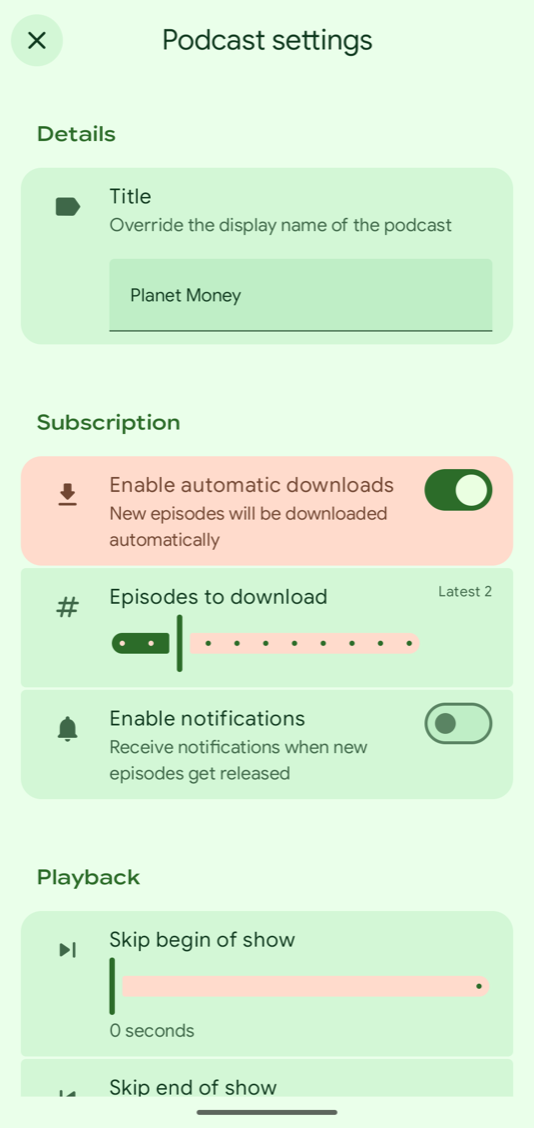 Podcast settings
Details
Title
Override the display name of the podcast
Planet Money
Subscription
Enable automatic downloads
New episodes will be downloaded
automatically
Episodes to download
Latest 2
Enable notifications
Receive notifications when new
episodes get released
Playback
Skip begin of show
0 seconds
Skip end of show